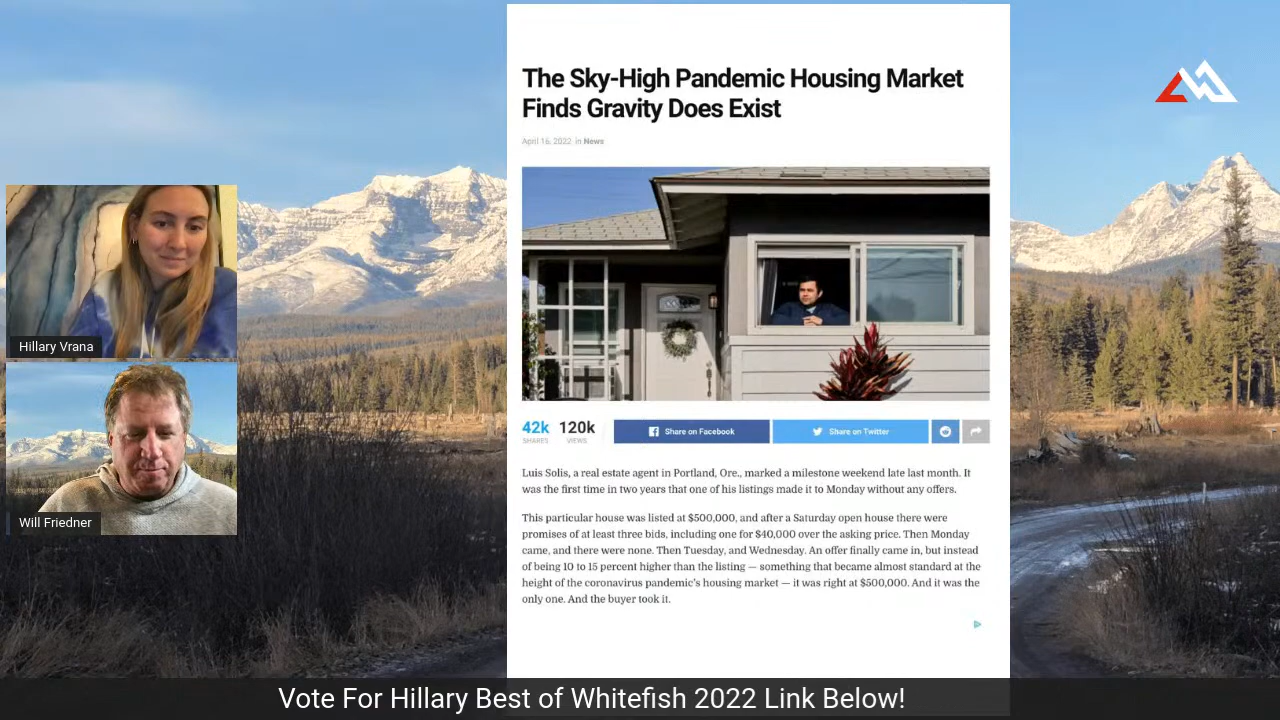 The Sky-High Pandemic Housing Market
Finds Gravity Does Exist
April 16, 2022 in News
Hillary Vrana
Will Friedner
42k
SHARES
120k
VIEWS
Share on Facebook
Share on Twitter
Luis Solis, a real estate agent in Portland, Ore., marked a milestone weekend late last month. It
was the first time in two years that one of his listings made it to Monday without any offers.
This particular house was listed at $500,000, and after a Saturday open house there were
promises of at least three bids, including one for $40,000 over the asking price. Then Monday
came, and there were none. Then Tuesday, and Wednesday. An offer finally came in, but instead
of being 10 to 15 percent higher than the listing — something that became almost standard at the
height of the coronavirus pandemic's housing market — it was right at $500,000. And it was the
only one. And the buyer took it.
Vote For Hillary Best of Whitefish 2022 Link Below!